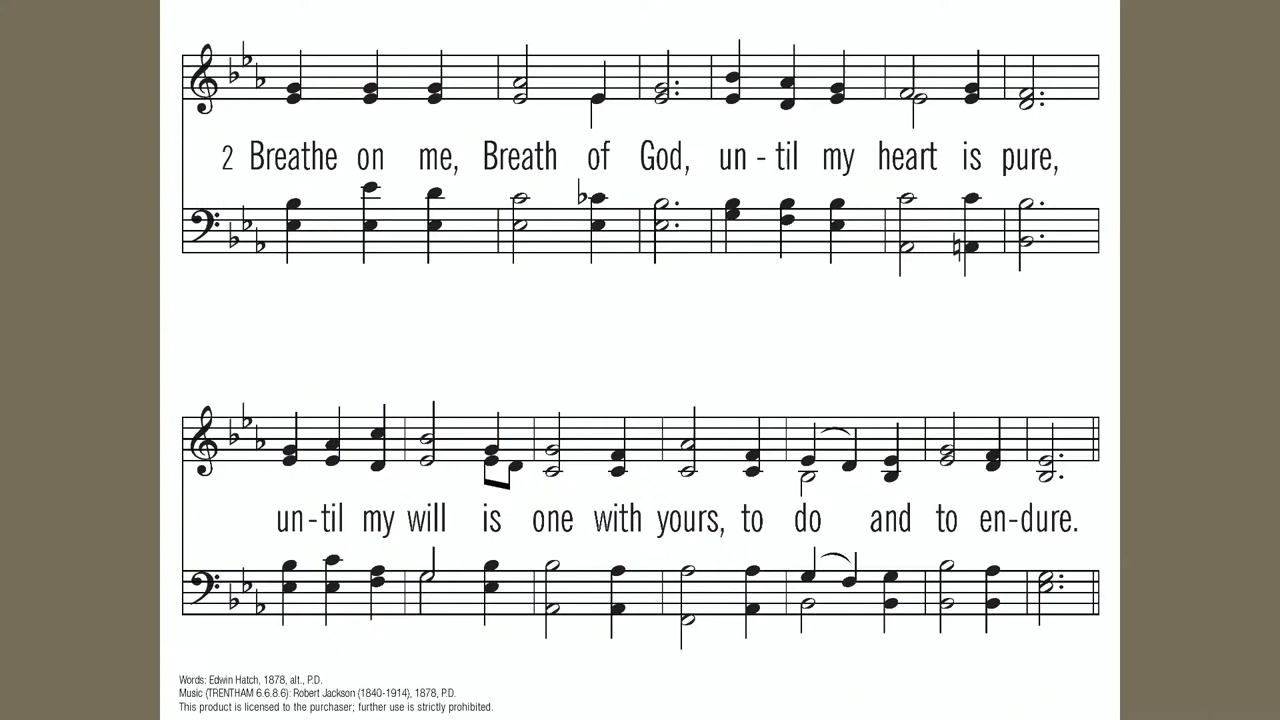 2 Breathe on me, Breath of God, un - til my heart is pure,
un - til my will is one with yours, to do and to en - dure.
Words: Edwin Hatch, 1878, alt., P.D.
Music (TRENTHAM 6.6.8.6): Robert Jackson (1840-1914), 1878, P.D.
This product is licensed to the purchaser; further use is strictly prohibited.